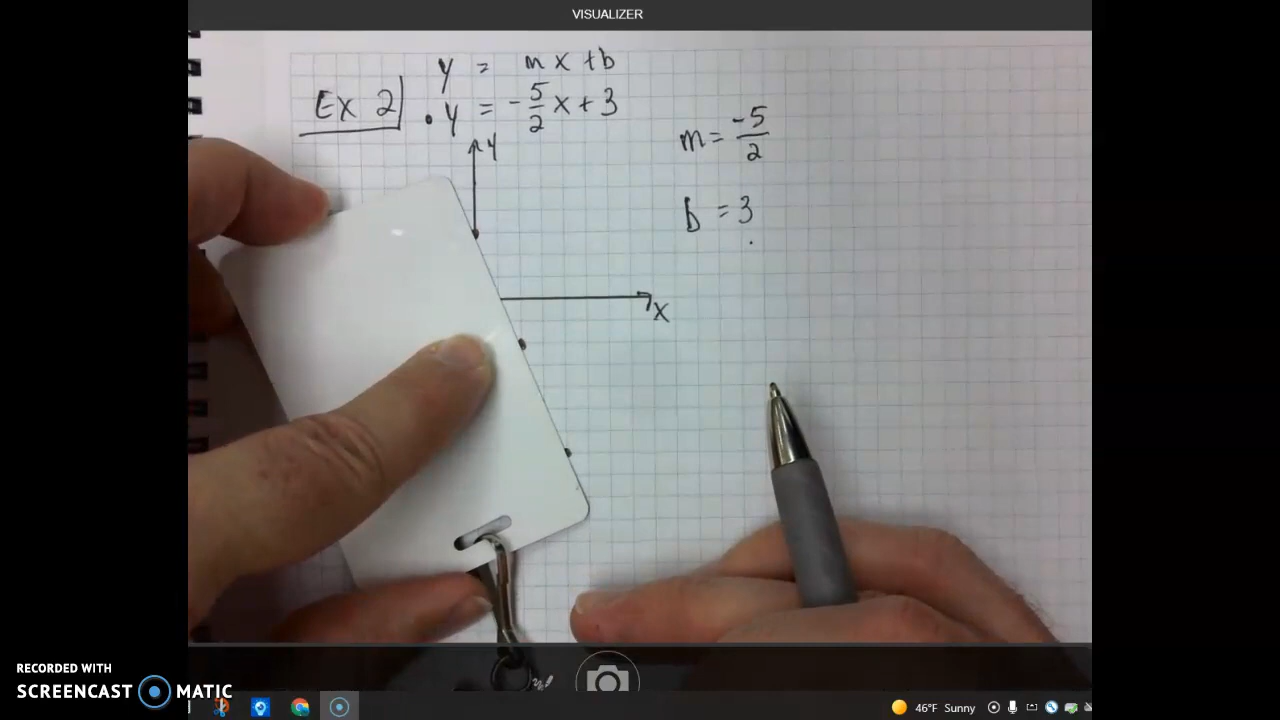 VISUALIZER
y = mx+b
Ex 2
y = -5/2 x + 3
m = -5/2
y
b = 3
x
RECORDED WITH
SCREENCAST MATIC
46°F Sunny